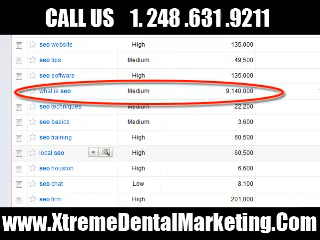 CALL US 1. 248 .631 .9211
seo website High 135,000
seo tips Medium 49,500
seo software High 135,000
what is seo Medium 9,140,000
seo techniques Medium 22,200
seo basics Medium 3,600
seo training High 60,500
local seo High 60,500
seo houston High 6,600
seo chat Low 8,100
seo firm High 201,000
www.XtremeDentalMarketing.Com